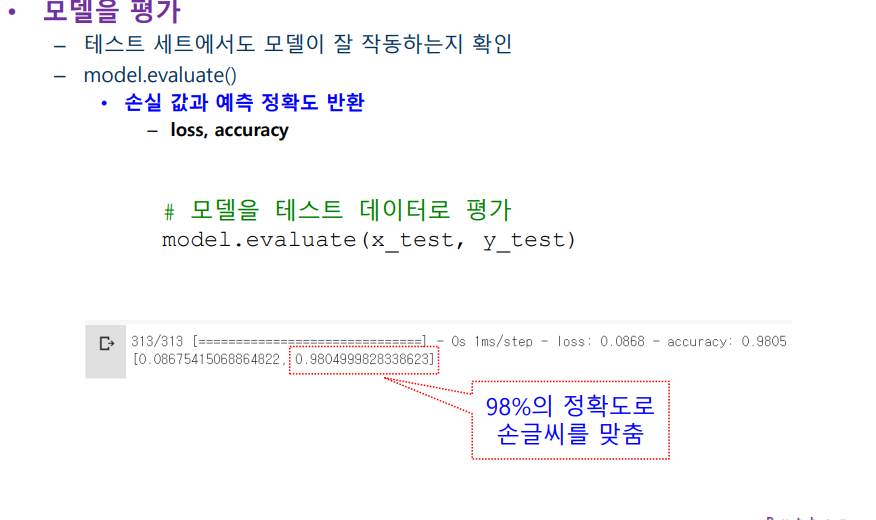 • 모델을 평가
– 테스트 세트에서도 모델이 잘 작동하는지 확인
– model.evaluate()
• 손실 값과 예측 정확도 반환
– loss, accuracy
# 모델을 테스트 데이터로 평가
model.evaluate(x_test, y_test)
313/313 [==============================] - 0s 1ms/step - loss: 0.0868 - accuracy: 0.9805
[0.08675415068864822, 0.9804999828338623]
98%의 정확도로
손글씨를 맞춤